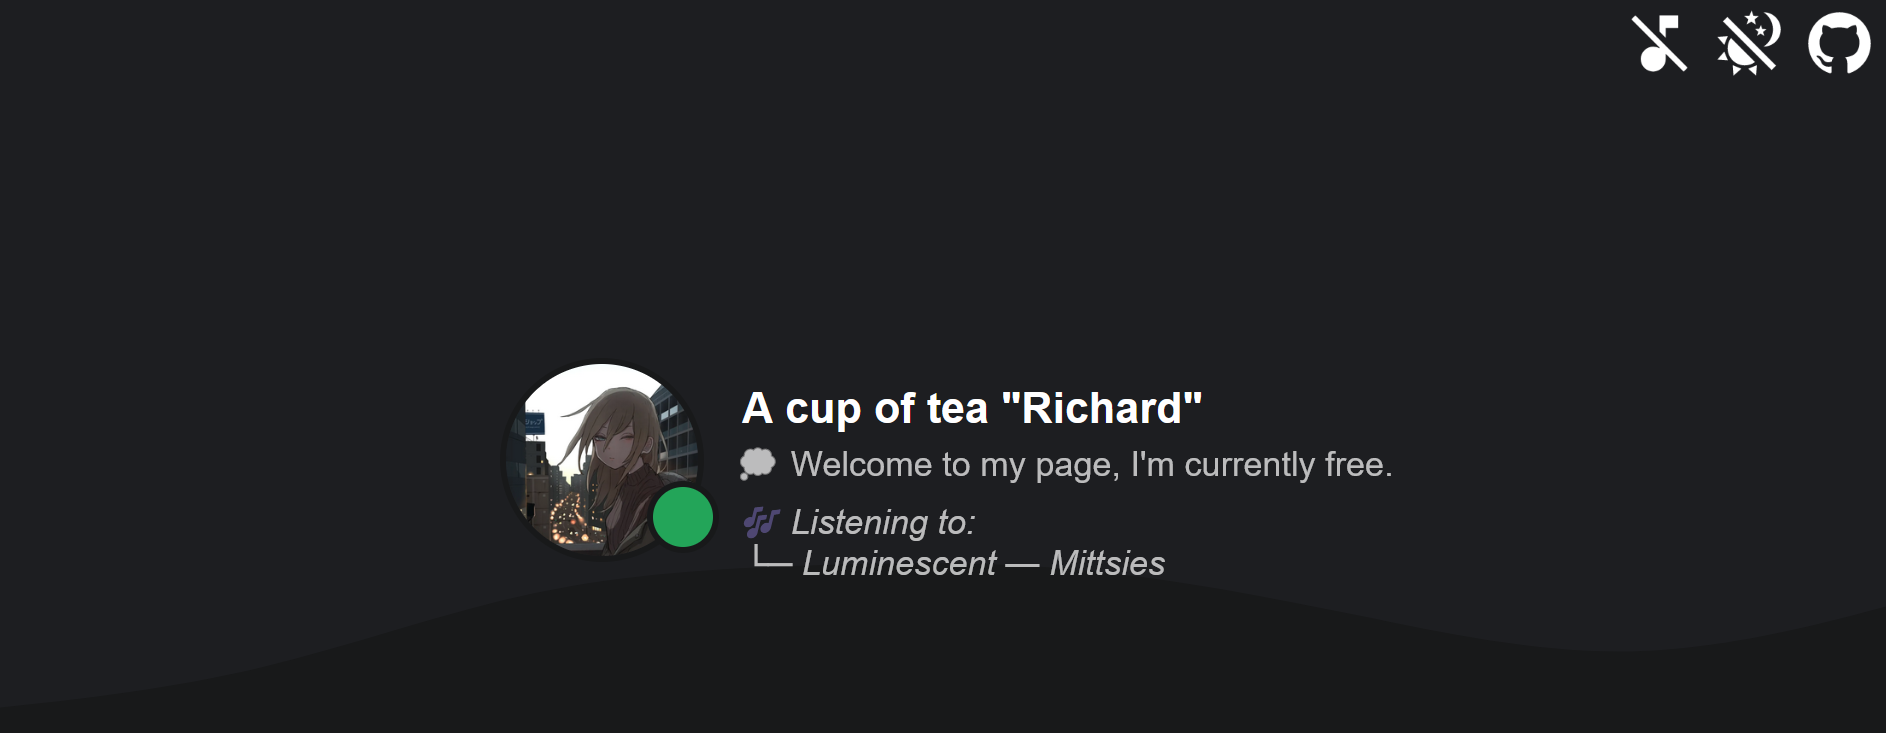 A cup of tea "Richard"
💭 Welcome to my page, I'm currently free.
🎶 Listening to:
└─ Luminescent — Mittsies